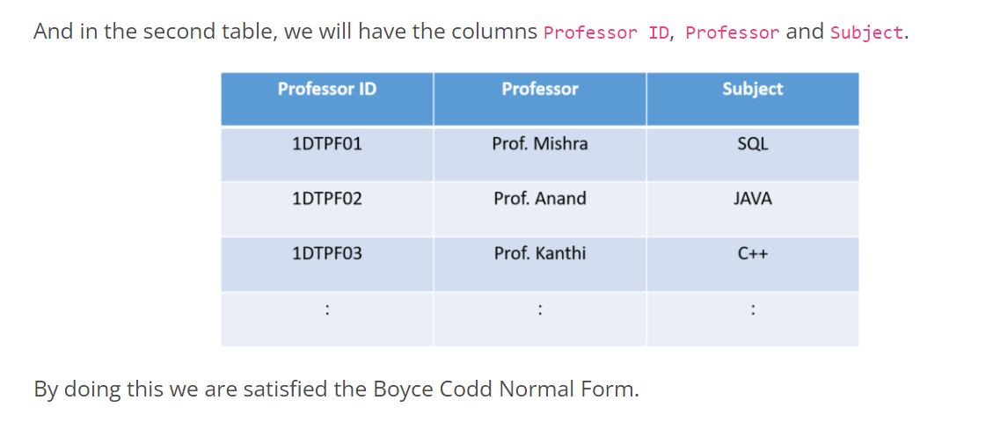 And in the second table, we will have the columns Professor ID, Professor and Subject.
Professor ID Professor Subject
1DTPF01 Prof. Mishra SQL
1DTPF02 Prof. Anand JAVA
1DTPF03 Prof. Kanthi C++
: : :
By doing this we are satisfied the Boyce Codd Normal Form.